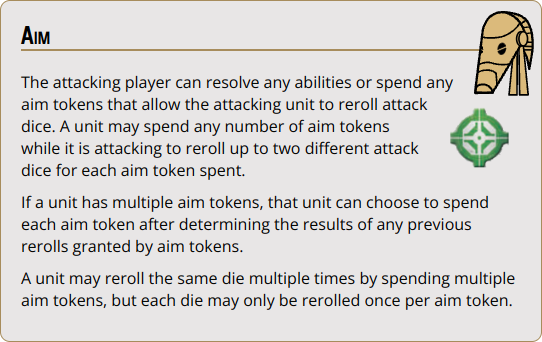 AIM
The attacking player can resolve any abilities or spend any
aim tokens that allow the attacking unit to reroll attack
dice. A unit may spend any number of aim tokens
while it is attacking to reroll up to two different attack
dice for each aim token spent.
If a unit has multiple aim tokens, that unit can choose to spend
each aim token after determining the results of any previous
rerolls granted by aim tokens.
A unit may reroll the same die multiple times by spending multiple
aim tokens, but each die may only be rerolled once per aim token.